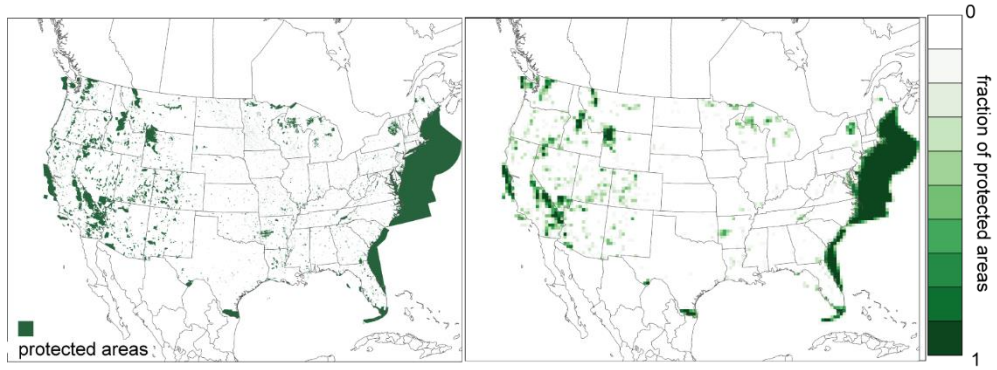 protected areas
0
fraction of protected areas
1